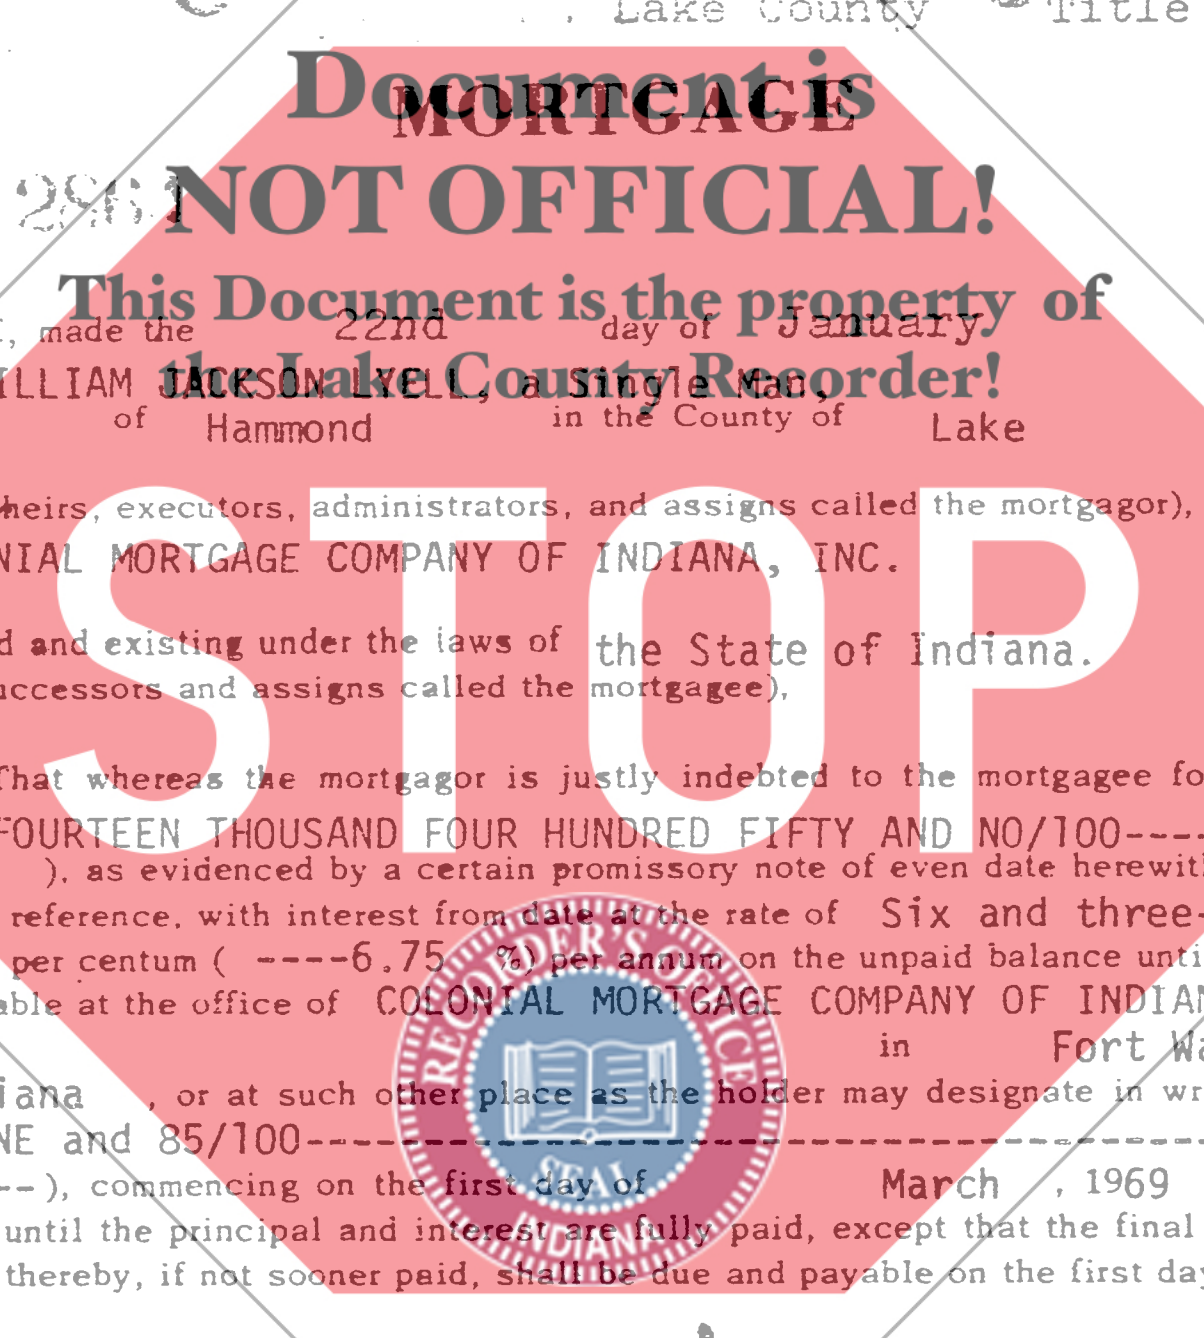 , Lake County Title
Document is
MORTGAGE
NOT OFFICIAL!
This Document is the property of
, made the 22nd day of January
the Lake County Recorder!
ILLIAM JACKSON LYELL, a Single Man,
of Hammond in the County of Lake
heirs, executors, administrators, and assigns called the mortgagor),
NIAL MORTGAGE COMPANY OF INDIANA, INC.
STOP
d and existing under the laws of the State of Indiana.
uccessors and assigns called the mortgagee),
That whereas the mortgagor is justly indebted to the mortgagee fo
FOURTEEN THOUSAND FOUR HUNDRED FIFTY AND NO/100----
), as evidenced by a certain promissory note of even date herewith
reference, with interest from date at the rate of Six and three
per centum ( ----6.75 %) per annum on the unpaid balance unti
able at the office of COLONIAL MORTGAGE COMPANY OF INDIAN
in Fort Wa
iana , or at such other place as the holder may designate in wr
NE and 85/100------------------------------------------
--), commencing on the first day of March , 1969
until the principal and interest are fully paid, except that the final
thereby, if not sooner paid, shall be due and payable on the first day
RECORDER'S OFFICE
SEAL
INDIANA